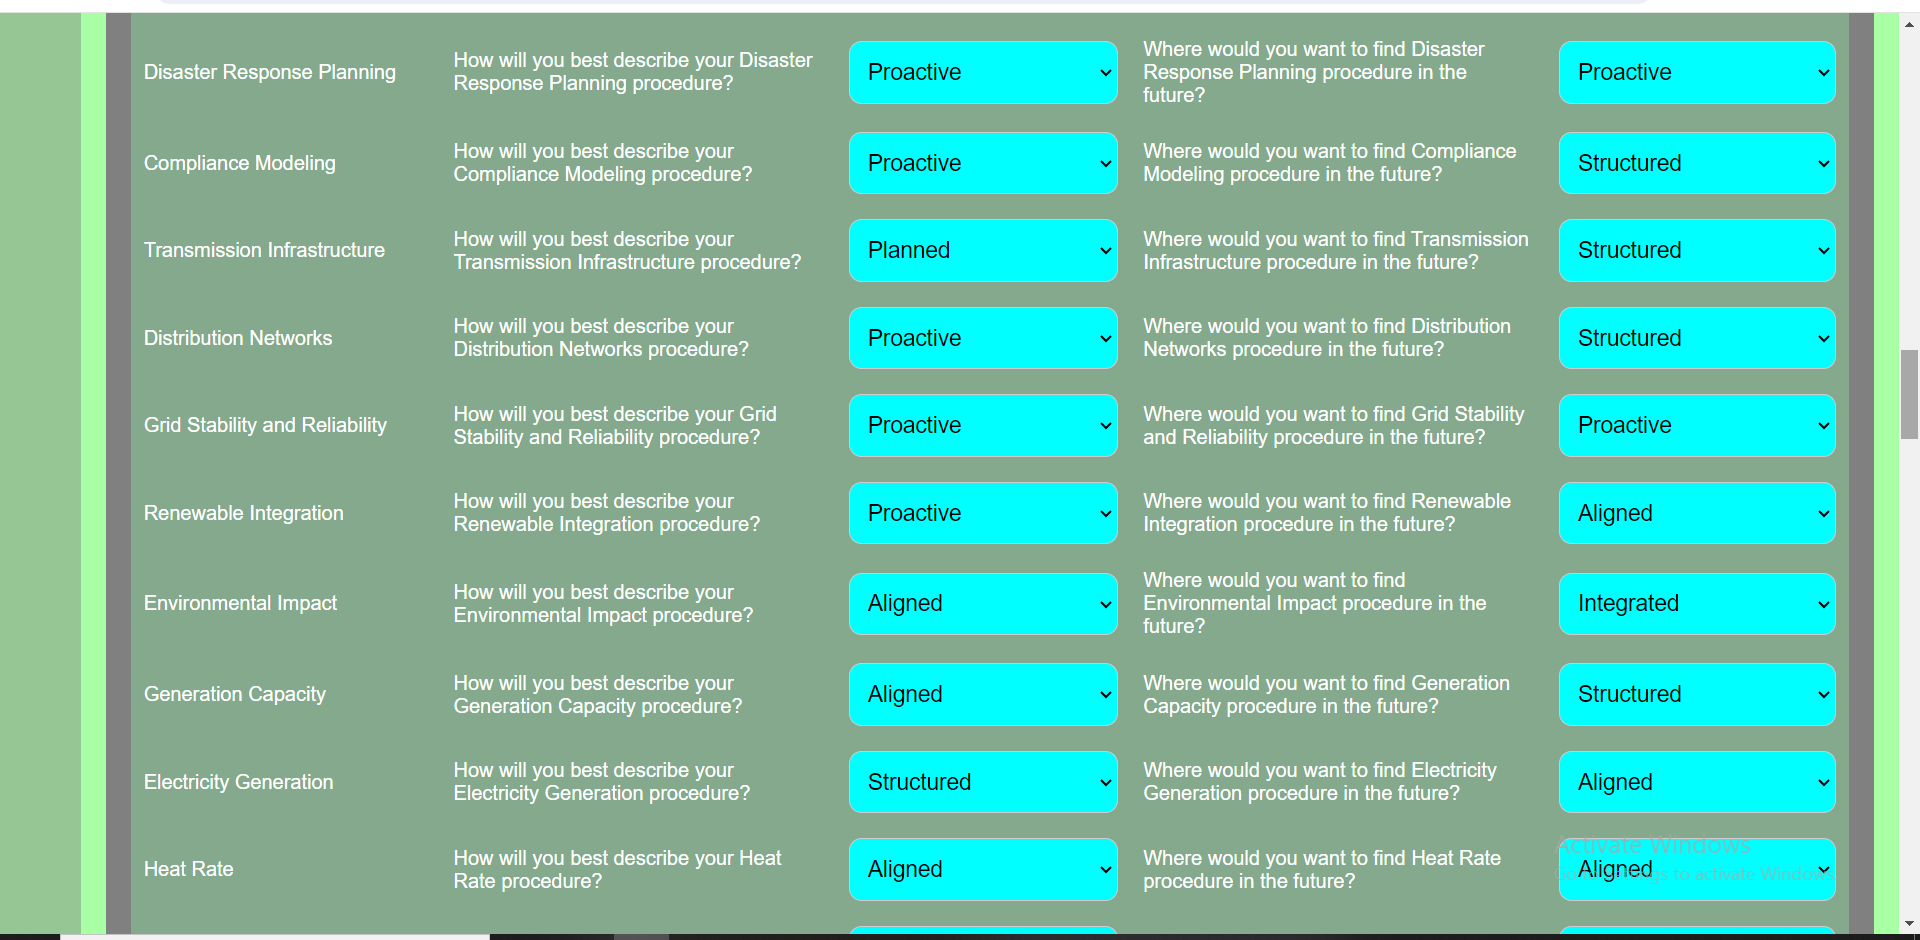 Disaster Response Planning
How will you best describe your Disaster
Response Planning procedure?
Proactive
Where would you want to find Disaster
Response Planning procedure in the
future?
Proactive
Compliance Modeling
How will you best describe your
Compliance Modeling procedure?
Proactive
Where would you want to find Compliance
Modeling procedure in the future?
Structured
Transmission Infrastructure
How will you best describe your
Transmission Infrastructure procedure?
Planned
Where would you want to find Transmission
Infrastructure procedure in the future?
Structured
Distribution Networks
How will you best describe your
Distribution Networks procedure?
Proactive
Where would you want to find Distribution
Networks procedure in the future?
Structured
Grid Stability and Reliability
How will you best describe your Grid
Stability and Reliability procedure?
Proactive
Where would you want to find Grid Stability
and Reliability procedure in the future?
Proactive
Renewable Integration
How will you best describe your
Renewable Integration procedure?
Proactive
Where would you want to find Renewable
Integration procedure in the future?
Aligned
Environmental Impact
How will you best describe your
Environmental Impact procedure?
Aligned
Where would you want to find
Environmental Impact procedure in the
future?
Integrated
Generation Capacity
How will you best describe your
Generation Capacity procedure?
Aligned
Where would you want to find Generation
Capacity procedure in the future?
Structured
Electricity Generation
How will you best describe your
Electricity Generation procedure?
Structured
Where would you want to find Electricity
Generation procedure in the future?
Aligned
Heat Rate
How will you best describe your Heat
Rate procedure?
Aligned
Where would you want to find Heat Rate
procedure in the future?
Aligned
Activate Windows
to activate Windows.